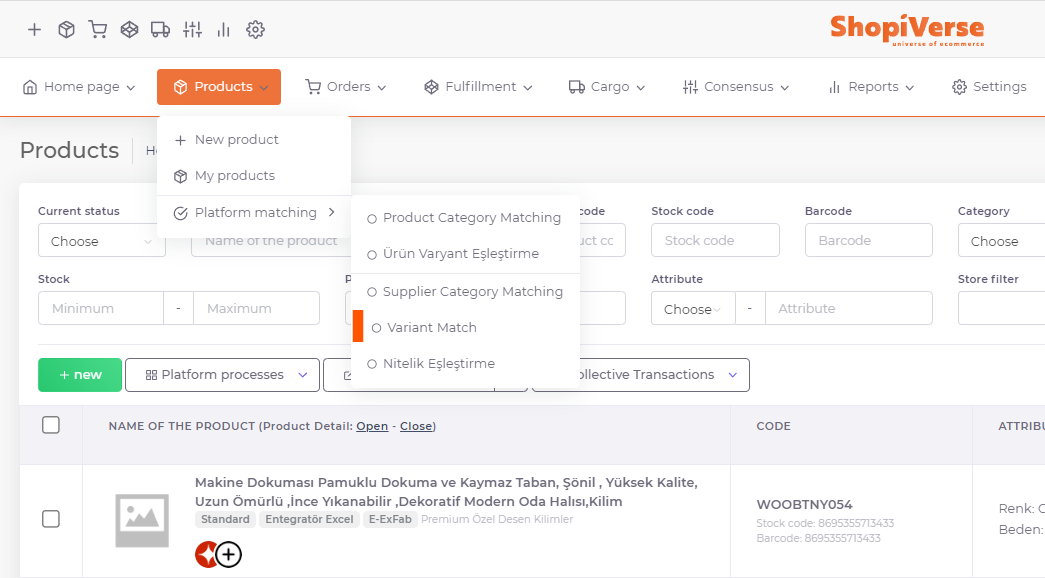 ShopiVerse
universe of ecommerce
Home page
Products
Orders
Fulfillment
Cargo
Consensus
Reports
Settings
New product
My products
Platform matching
Products
Product Category Matching
Ürün Varyant Eşleştirme
Supplier Category Matching
Variant Match
Nitelik Eşleştirme
Current status
code
Stock code
Barcode
Category
Choose
Name of the product
Stock code
Barcode
Choose
Stock
Attribute
Store filter
Minimum
-
Maximum
Choose
-
Attribute
+ new
Platform processes
ollective Transactions
NAME OF THE PRODUCT (Product Detail: Open - Close)
CODE
Makine Dokuması Pamuklu Dokuma ve Kaymaz Taban, Şönil , Yüksek Kalite,
Uzun Ömürlü ,İnce Yıkanabilir ,Dekoratif Modern Oda Halısı,Kilim
Standard
Entegratör Excel
E-ExFab
Premium Özel Desen Kilimler
WOOBTNY054
Stock code: 8695355713433
Barcode: 8695355713433
Renk:
Beden: